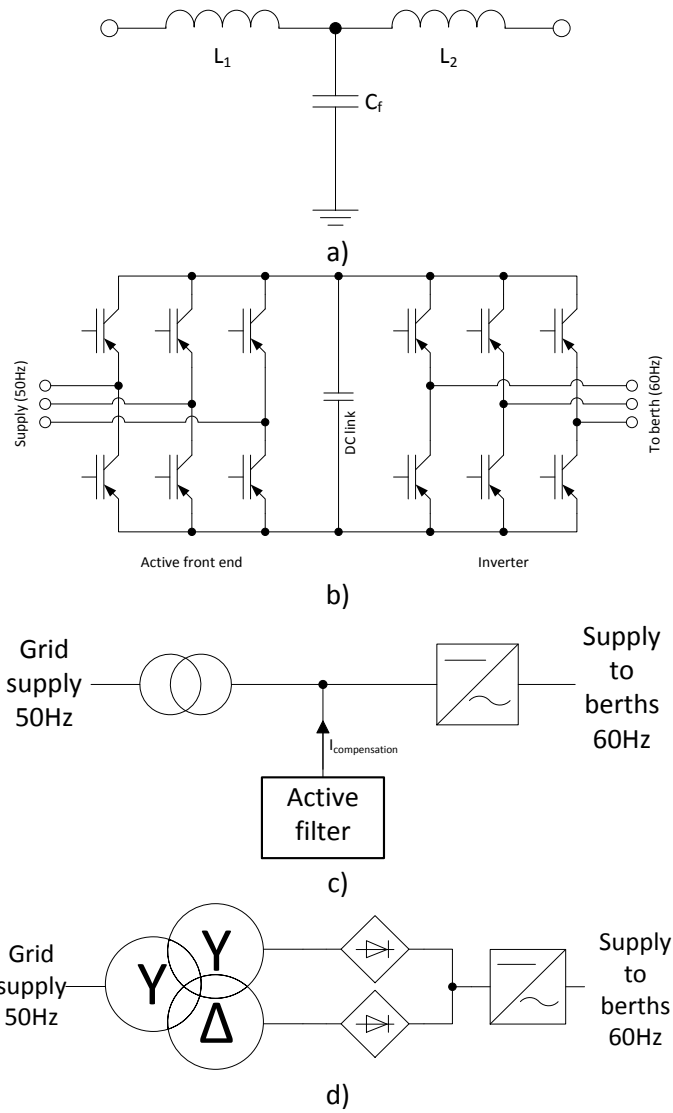 L1
L2
Cf
a)
Supply (50Hz)
DC link
To berth (60Hz)
Active front end
Inverter
b)
Grid
supply
50Hz
Supply
to
berths
60Hz
Icompensation
Active
filter
c)
Grid
supply
50Hz
Y
Y
Δ
Supply
to
berths
60Hz
d)